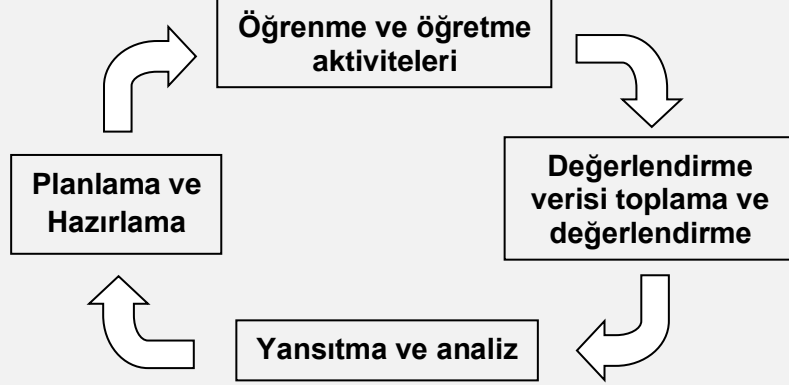 Öğrenme ve öğretme
aktiviteleri
Değerlendirme
verisi toplama ve
değerlendirme
Yansıtma ve analiz
Planlama ve
Hazırlama